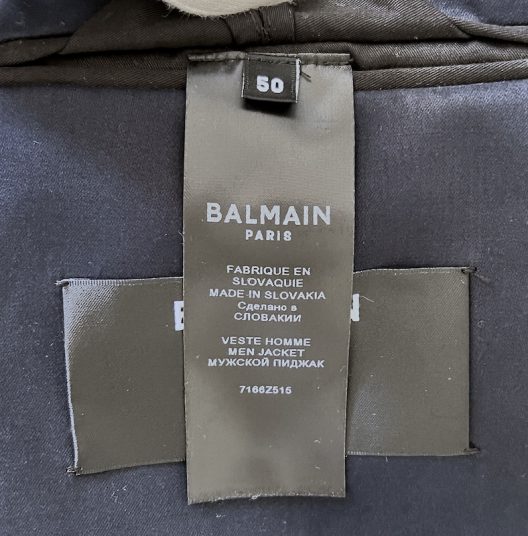 50
BALMAIN
PARIS
FABRIQUE EN
SLOVAQUIE
MADE IN SLOVAKIA
Сделано в
СЛОВАКИИ
VESTE HOMME
MEN JACKET
МУЖСКОЙ ПИДЖАК
7166Z515